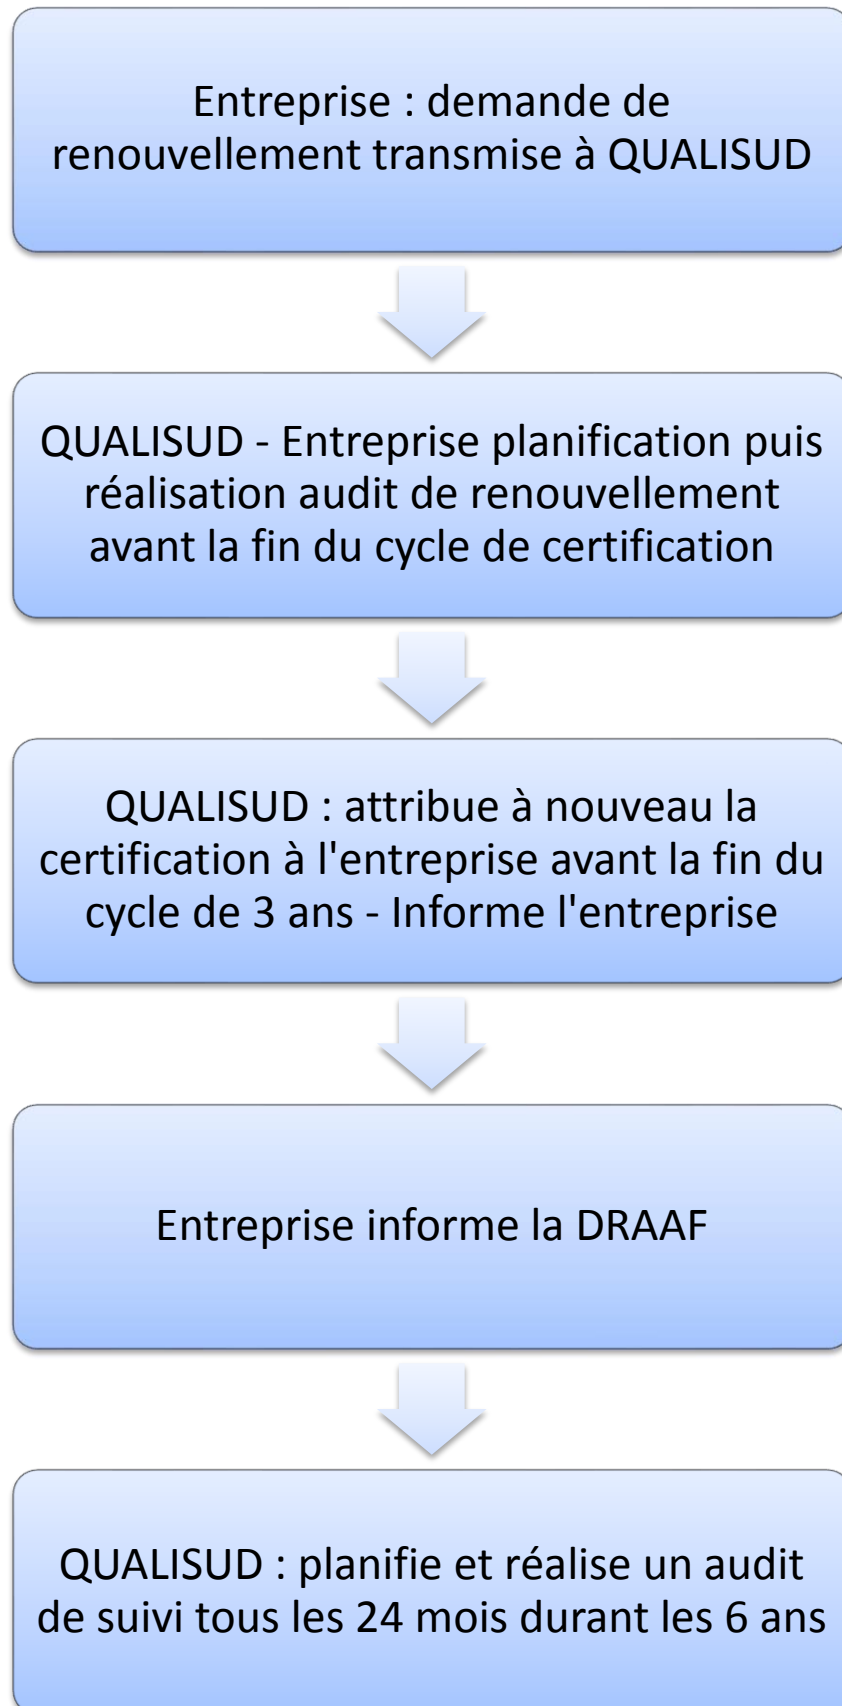 Entreprise : demande de
renouvellement transmise à QUALISUD
QUALISUD - Entreprise planification puis
réalisation audit de renouvellement
avant la fin du cycle de certification
QUALISUD : attribue à nouveau la
certification à l'entreprise avant la fin du
cycle de 3 ans - Informe l'entreprise
Entreprise informe la DRAAF
QUALISUD : planifie et réalise un audit
de suivi tous les 24 mois durant les 6 ans